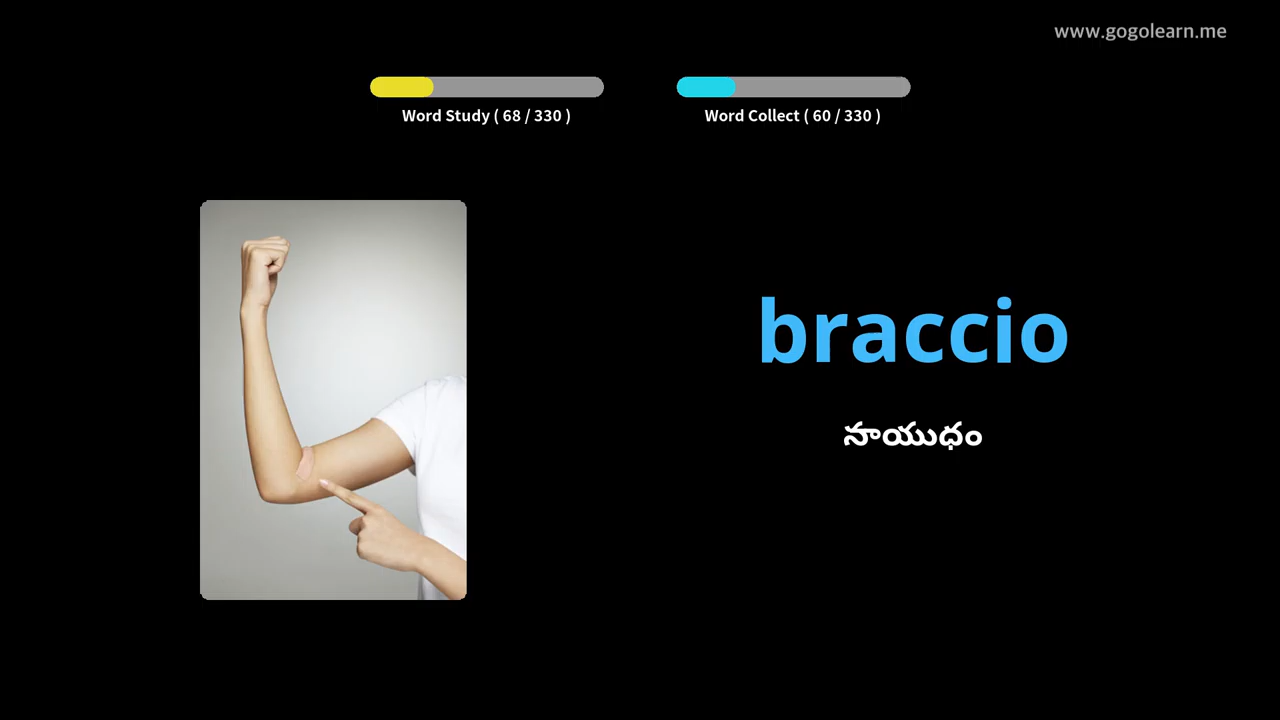 www.gogolearn.me
Word Study ( 68 / 330 )
Word Collect ( 60 / 330 )
braccio
నాయుధం